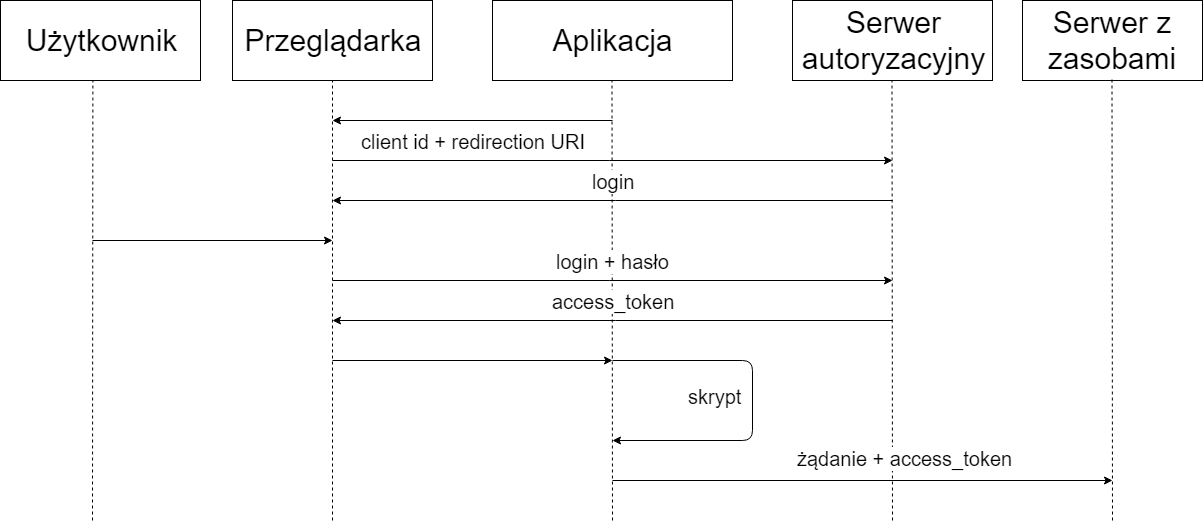 Użytkownik
Przeglądarka
Aplikacja
Serwer
autoryzacyjny
Serwer z
zasobami
client id + redirection URI
login
login + hasło
access_token
skrypt
żądanie + access_token